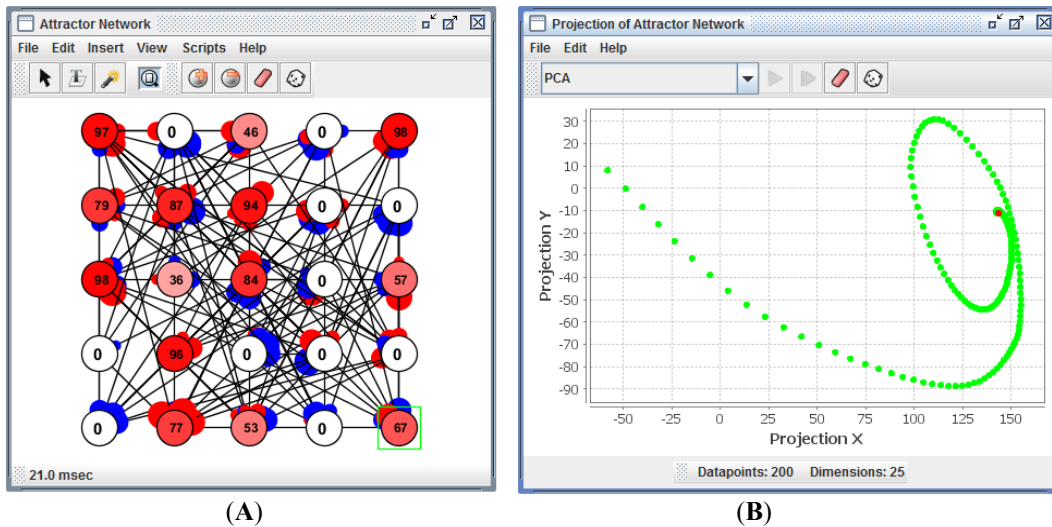 Attractor Network
File Edit Insert View Scripts Help
97 0 46 0 98
79 87 94 0 0
98 36 84 0 57
0 96 0 0 0
0 77 53 0 67
21.0 msec
(A)
Projection of Attractor Network
File Edit Help
PCA
Projection Y
30
20
10
0
-10
-20
-30
-40
-50
-60
-70
-80
-90
-50 -25 0 25 50 75 100 125 150
Projection X
Datapoints: 200 Dimensions: 25
(B)